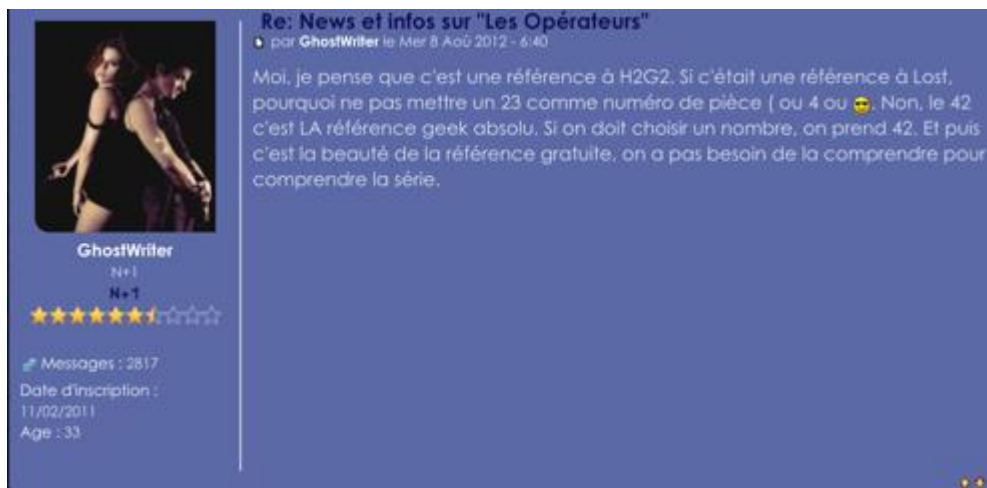 Re: News et infos sur "Les Opérateurs"
par GhostWriter le Mer 8 Aoû 2012 - 6:40
Moi, je pense que c'est une référence à H2G2. Si c'était une référence à Lost,
pourquoi ne pas mettre un 23 comme numéro de pièce ( ou 4 ou 😎. Non, le 42
c'est LA référence geek absolu. Si on doit choisir un nombre, on prend 42. Et puis
c'est la beauté de la référence gratuite, on a pas besoin de la comprendre pour
comprendre la série.
GhostWriter
N+1
N+1
Messages : 2817
Date d'inscription :
11/02/2011
Age : 33